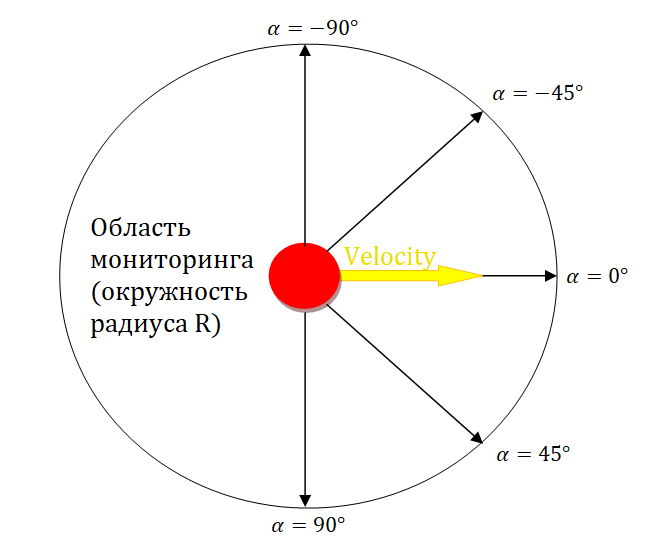 α = −90°
α = −45°
Область
мониторинга
(окружность
радиуса R)
Velocity
α = 0°
α = 45°
α = 90°